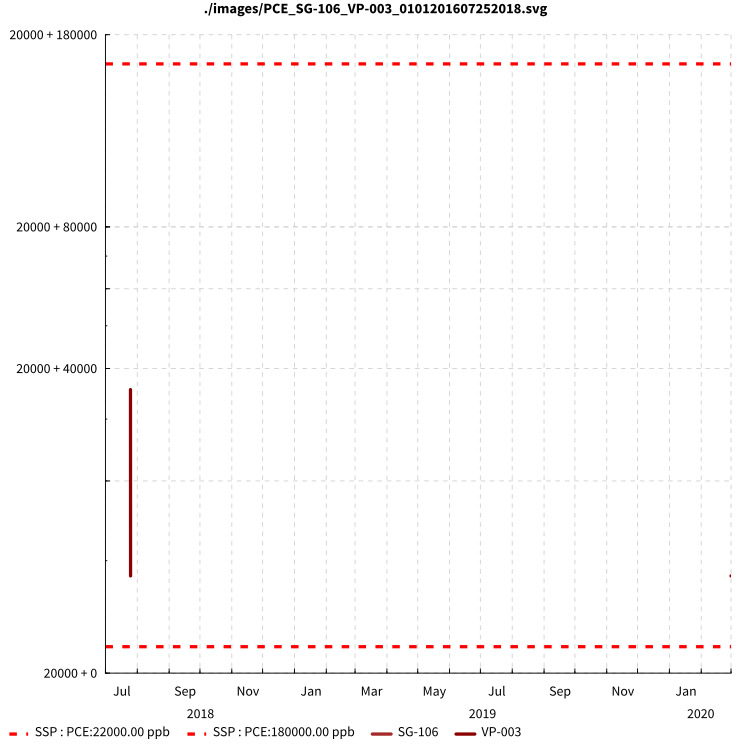 ./images/PCE_SG-106_VP-003_0101201607252018.svg
20000 + 180000
20000 + 80000
20000 + 40000
20000 + 0
Jul Sep Nov Jan Mar May Jul Sep Nov Jan
2018 2019 2020
SSP : PCE:22000.00 ppb SSP : PCE:180000.00 ppb SG-106 VP-003